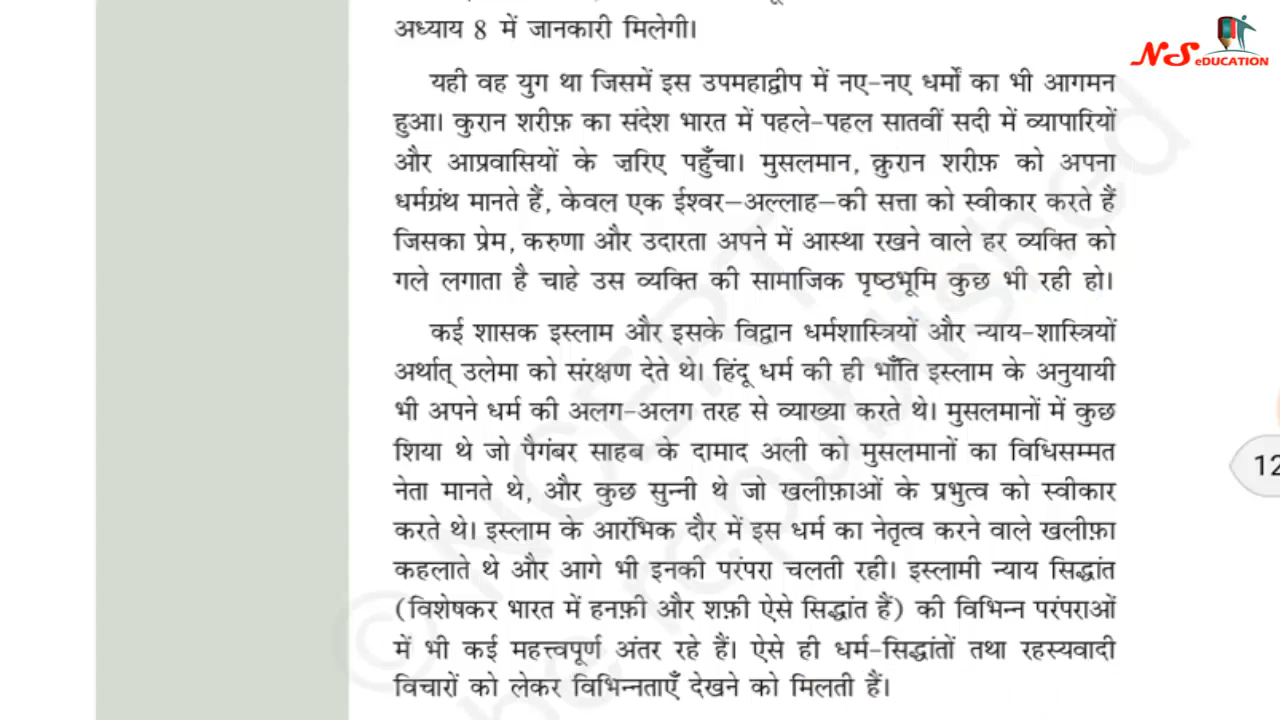 अध्याय 8 में जानकारी मिलेगी।
NS eDUCATION
यही वह युग था जिसमें इस उपमहाद्वीप में नए-नए धर्मों का भी आगमन
हुआ। कुरान शरीफ़ का संदेश भारत में पहले-पहल सातवीं सदी में व्यापारियों
और आप्रवासियों के ज़रिए पहुँचा। मुसलमान, क़ुरान शरीफ़ को अपना
धर्मग्रंथ मानते हैं, केवल एक ईश्वर–अल्लाह–की सत्ता को स्वीकार करते हैं
जिसका प्रेम, करुणा और उदारता अपने में आस्था रखने वाले हर व्यक्ति को
गले लगाता है चाहे उस व्यक्ति की सामाजिक पृष्ठभूमि कुछ भी रही हो।
कई शासक इस्लाम और इसके विद्वान धर्मशास्त्रियों और न्याय-शास्त्रियों
अर्थात् उलेमा को संरक्षण देते थे। हिंदू धर्म की ही भाँति इस्लाम के अनुयायी
भी अपने धर्म की अलग-अलग तरह से व्याख्या करते थे। मुसलमानों में कुछ
शिया थे जो पैगंबर साहब के दामाद अली को मुसलमानों का विधिसम्मत
नेता मानते थे, और कुछ सुन्नी थे जो खलीफ़ाओं के प्रभुत्व को स्वीकार
करते थे। इस्लाम के आरंभिक दौर में इस धर्म का नेतृत्व करने वाले खलीफ़ा
कहलाते थे और आगे भी इनकी परंपरा चलती रही। इस्लामी न्याय सिद्धांत
(विशेषकर भारत में हनफ़ी और शफ़ी ऐसे सिद्धांत हैं) की विभिन्न परंपराओं
में भी कई महत्त्वपूर्ण अंतर रहे हैं। ऐसे ही धर्म-सिद्धांतों तथा रहस्यवादी
विचारों को लेकर विभिन्नताएँ देखने को मिलती हैं।
12
© NCERT
be republished